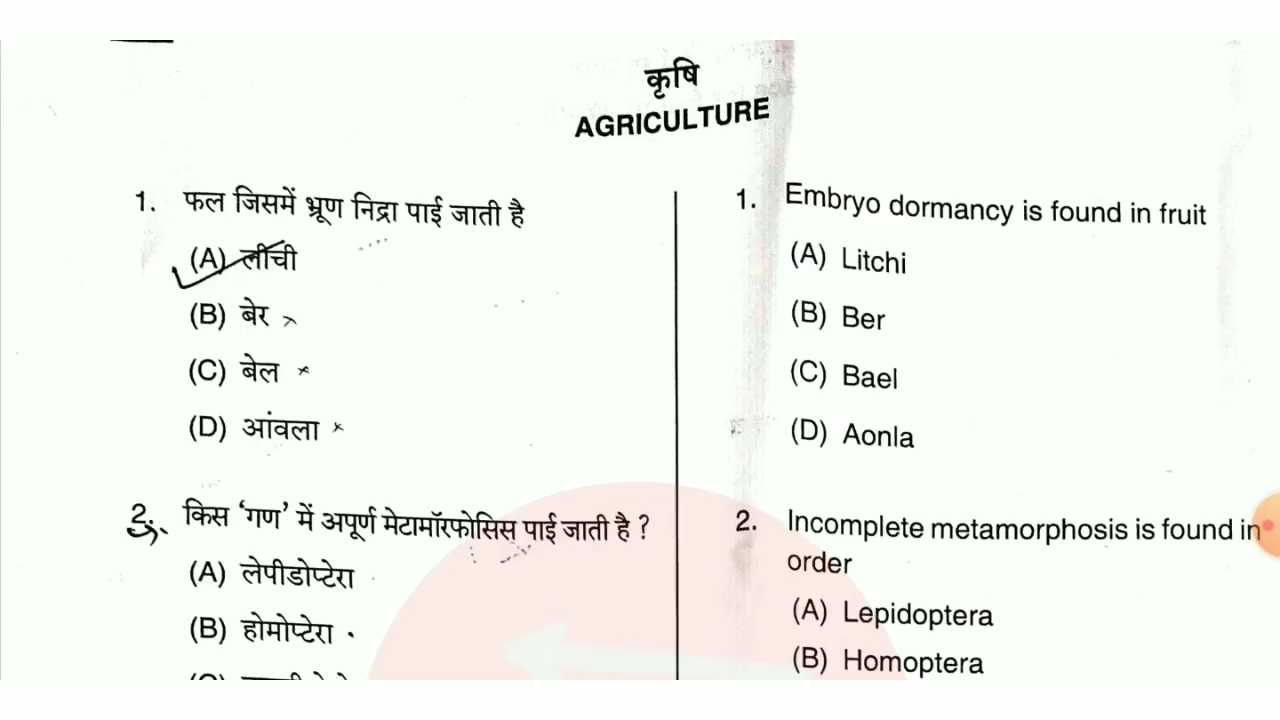 कृषि
AGRICULTURE
1. फल जिसमें भ्रूण निद्रा पाई जाती है
(A) लीची
(B) बेर
(C) बेल
(D) आंवला
2. किस ‘गण’ में अपूर्ण मेटामॉरफोसिस पाई जाती है ?
(A) लेपीडोप्टेरा
(B) होमोप्टेरा
1. Embryo dormancy is found in fruit
(A) Litchi
(B) Ber
(C) Bael
(D) Aonla
2. Incomplete metamorphosis is found in
order
(A) Lepidoptera
(B) Homoptera